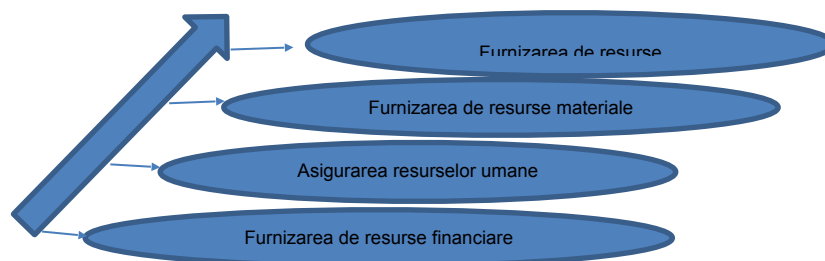 Furnizarea de resurse
Furnizarea de resurse materiale
Asigurarea resurselor umane
Furnizarea de resurse financiare